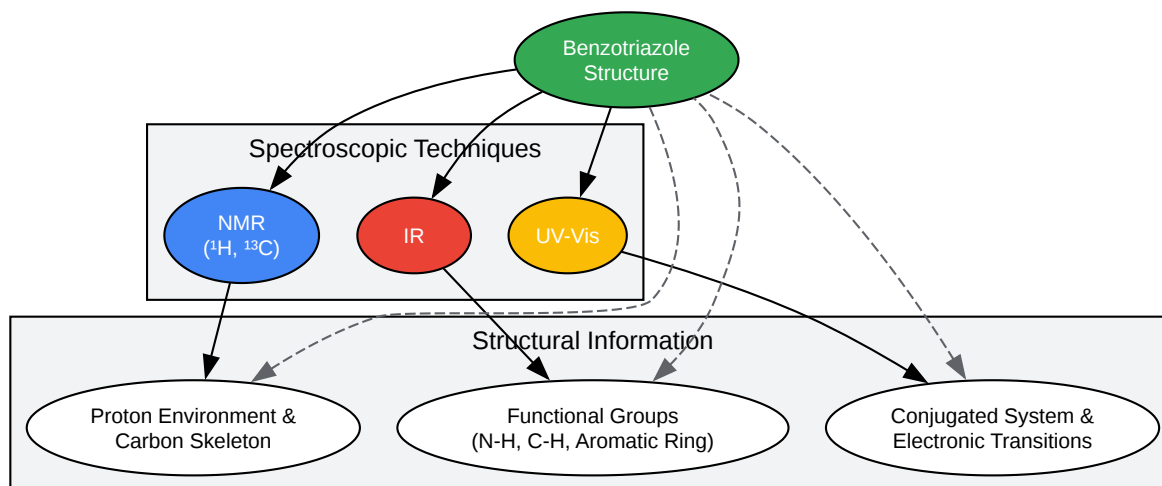 Benzotriazole
Structure
Spectroscopic Techniques
NMR
(¹H, ¹³C)
IR
UV-Vis
Structural Information
Proton Environment &
Carbon Skeleton
Functional Groups
(N-H, C-H, Aromatic Ring)
Conjugated System &
Electronic Transitions